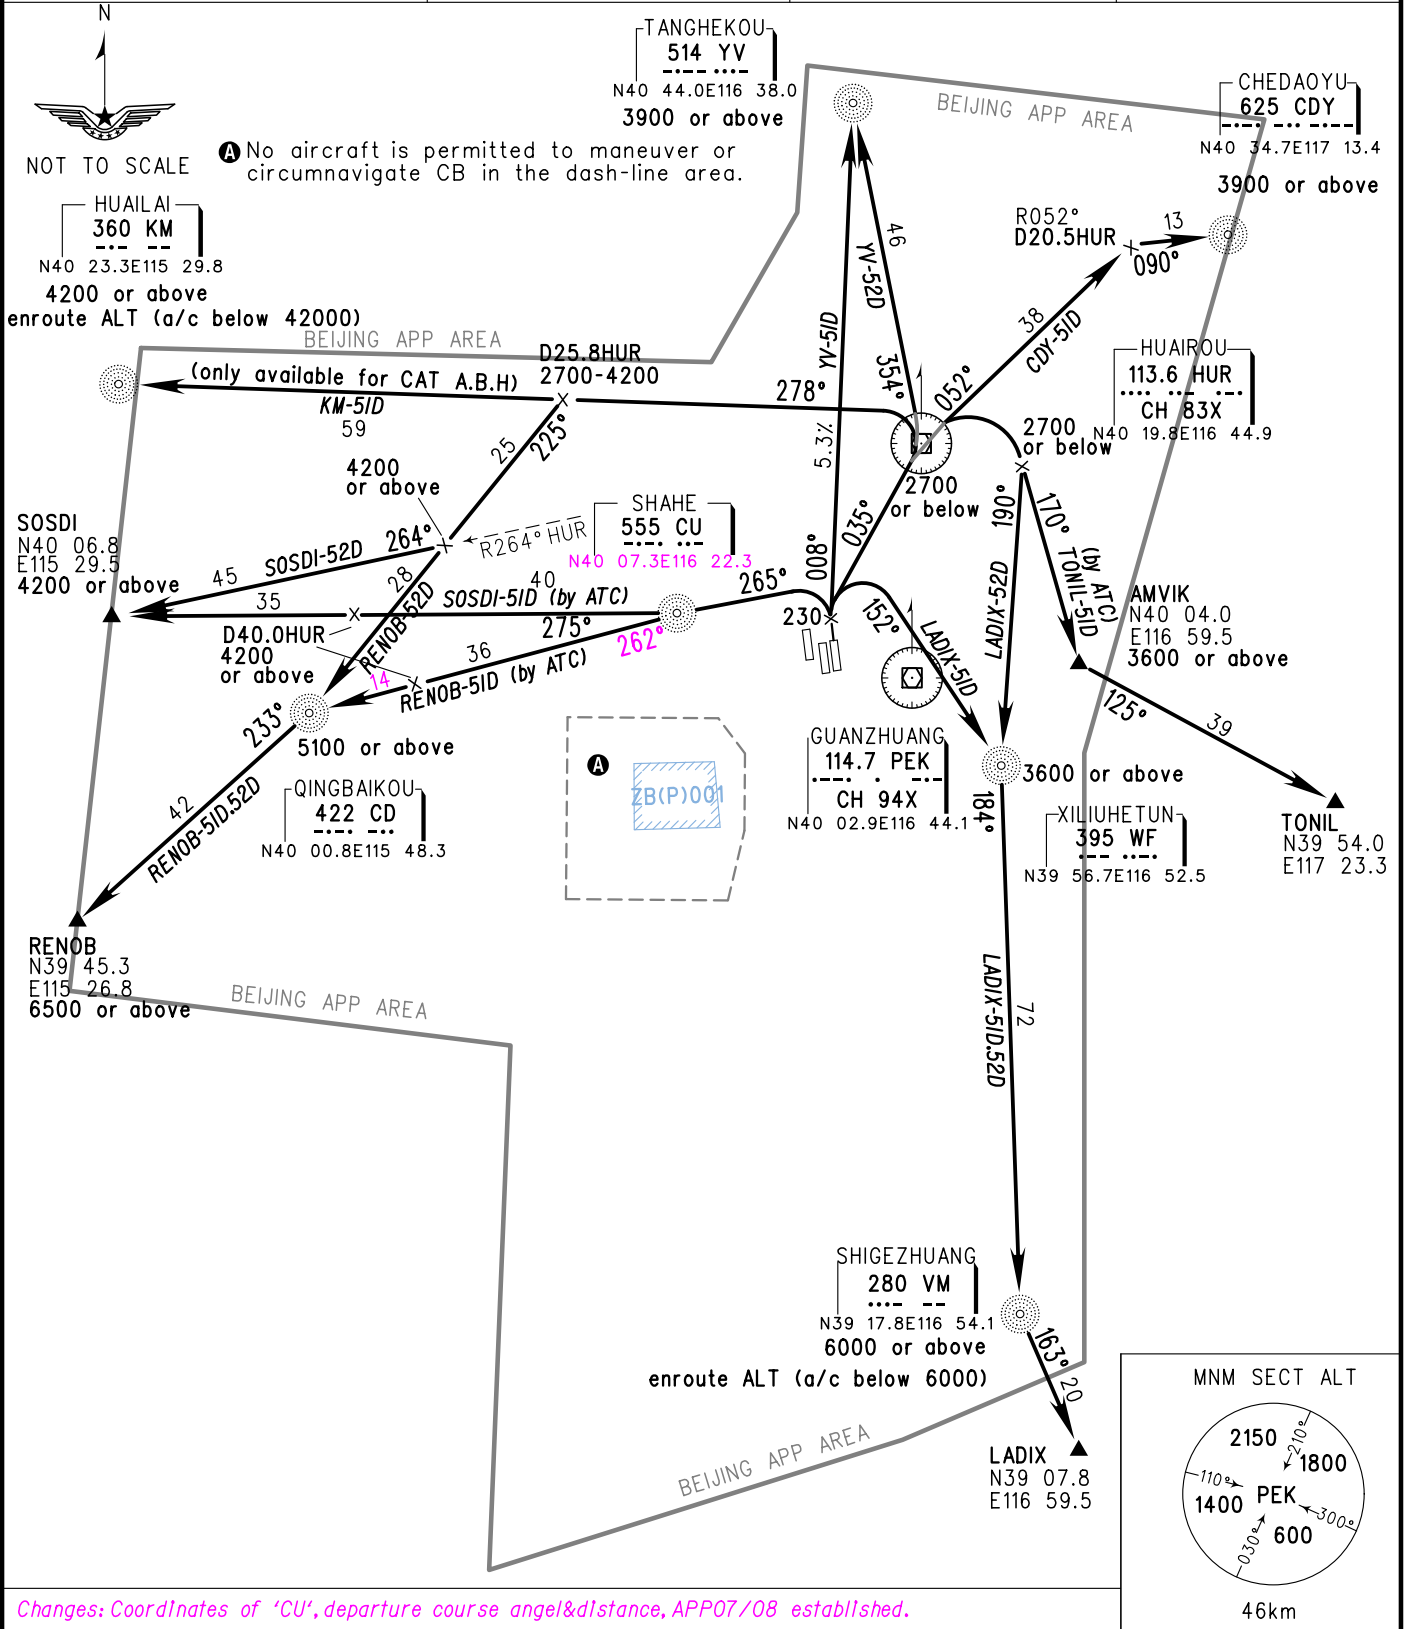 N
NOT TO SCALE
TANGHEKOU
514 YV
N40 44.0E116 38.0
3900 or above
BEIJING APP AREA
CHEDAOYU
625 CDY
N40 34.7E117 13.4
3900 or above
A No aircraft is permitted to maneuver or
circumnavigate CB in the dash-line area.
HUAILAI
360 KM
N40 23.3E115 29.8
4200 or above
enroute ALT (a/c below 42000)
BEIJING APP AREA
R052°
D20.5HUR
13
090°
46
YV-52D
354°
YV-51D
5.3%
38
CDY-51D
052°
HUAIROU
113.6 HUR
CH 83X
N40 19.8E116 44.9
D25.8HUR
2700-4200
(only available for CAT A.B.H)
KM-51D
59
278°
25
225°
2700
or below
2700
or below
4200
or above
R264° HUR
SHAHE
555 CU
N40 07.3E116 22.3
008°
035°
190°
170°
(by ATC)
TONIL-51D
LADIX-52D
SOSDI
N40 06.8
E115 29.5
4200 or above
264°
SOSDI-52D
45
28
RENOB-52D
40
SOSDI-51D (by ATC)
35
275°
262°
265°
230
152°
LADIX-51D
AMVIK
N40 04.0
E116 59.5
3600 or above
D40.0HUR
4200
or above
36
RENOB-51D (by ATC)
14
233°
5100 or above
42
RENOB-51D.52D
QINGBAIKOU
422 CD
N40 00.8E115 48.3
A
ZB(P)001
GUANZHUANG
114.7 PEK
CH 94X
N40 02.9E116 44.1
3600 or above
184°
XILIUHETUN
395 WF
N39 56.7E116 52.5
125°
39
TONIL
N39 54.0
E117 23.3
RENOB
N39 45.3
E115 26.8
6500 or above
BEIJING APP AREA
LADIX-51D.52D
72
SHIGEZHUANG
280 VM
N39 17.8E116 54.1
6000 or above
enroute ALT (a/c below 6000)
163°
20
BEIJING APP AREA
LADIX
N39 07.8
E116 59.5
MNM SECT ALT
2150
210°
1800
110°
1400
PEK
300°
600
030°
46km
Changes: Coordinates of 'CU', departure course angel&distance, APP07/08 established.